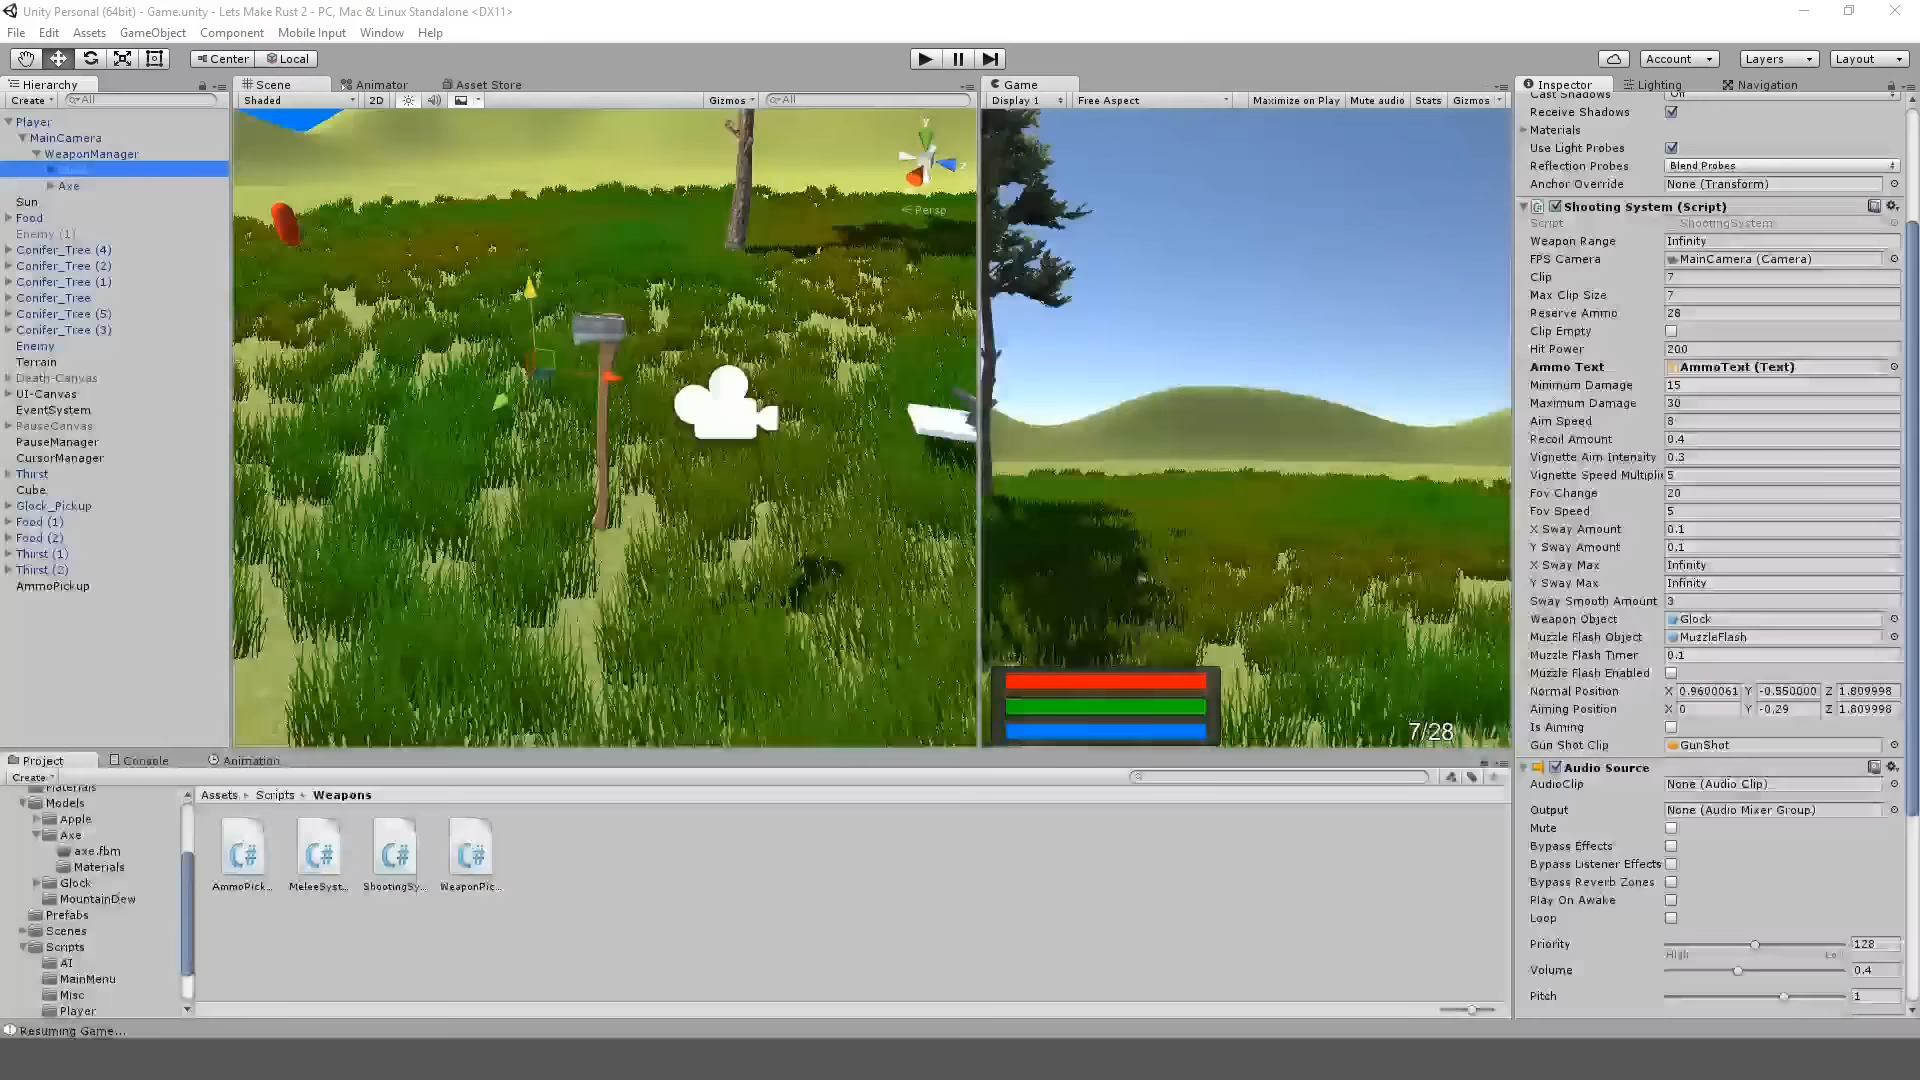 Unity Personal (64bit) - Game.unity - Lets Make Rust 2 - PC, Mac & Linux Standalone <DX11>
File Edit Assets GameObject Component Mobile Input Window Help
Center Local
Account Layers Layout
Hierarchy
Create All
Player
MainCamera
WeaponManager
Axe
Sun
Food
Enemy (1)
Conifer_Tree (4)
Conifer_Tree (2)
Conifer_Tree (1)
Conifer_Tree
Conifer_Tree (5)
Conifer_Tree (3)
Enemy
Terrain
Death-Canvas
UI-Canvas
EventSystem
PauseCanvas
PauseManager
CursorManager
Thirst
Cube
Glock_Pickup
Food (1)
Food (2)
Thirst (1)
Thirst (2)
AmmoPickup
Scene Animator Asset Store
Shaded 2D Gizmos All
y
z
Persp
Game
Display 1 Free Aspect Maximize on Play Mute audio Stats Gizmos
7/28
Inspector Lighting Navigation
Cast Shadows Off
Receive Shadows
Materials
Use Light Probes
Reflection Probes Blend Probes
Anchor Override None (Transform)
Shooting System (Script)
Script ShootingSystem
Weapon Range Infinity
FPS Camera MainCamera (Camera)
Clip 7
Max Clip Size 7
Reserve Ammo 28
Clip Empty
Hit Power 200
Ammo Text AmmoText (Text)
Minimum Damage 15
Maximum Damage 30
Aim Speed 8
Recoil Amount 0.4
Vignette Aim Intensity 0.3
Vignette Speed Multipli 5
Fov Change 20
Fov Speed 5
X Sway Amount 0.1
Y Sway Amount 0.1
X Sway Max Infinity
Y Sway Max Infinity
Sway Smooth Amount 3
Weapon Object Glock
Muzzle Flash Object MuzzleFlash
Muzzle Flash Timer 0.1
Muzzle Flash Enabled
Normal Position X 0.9600061 Y -0.550000 Z 1.809998
Aiming Position X 0 Y -0.29 Z 1.809998
Is Aiming
Gun Shot Clip GunShot
Audio Source
AudioClip None (Audio Clip)
Output None (Audio Mixer Group)
Mute
Bypass Effects
Bypass Listener Effects
Bypass Reverb Zones
Play On Awake
Loop
Priority 128
High Lo
Volume 0.4
Pitch 1
Project Console Animation
Create
Materials
Models
Apple
Axe
axe.fbm
Materials
Glock
MountainDew
Prefabs
Scenes
Scripts
AI
MainMenu
Misc
Player
Assets Scripts Weapons
C# C# C# C#
AmmoPick... MeleeSyst... ShootingSy... WeaponPic...
Resuming Game...